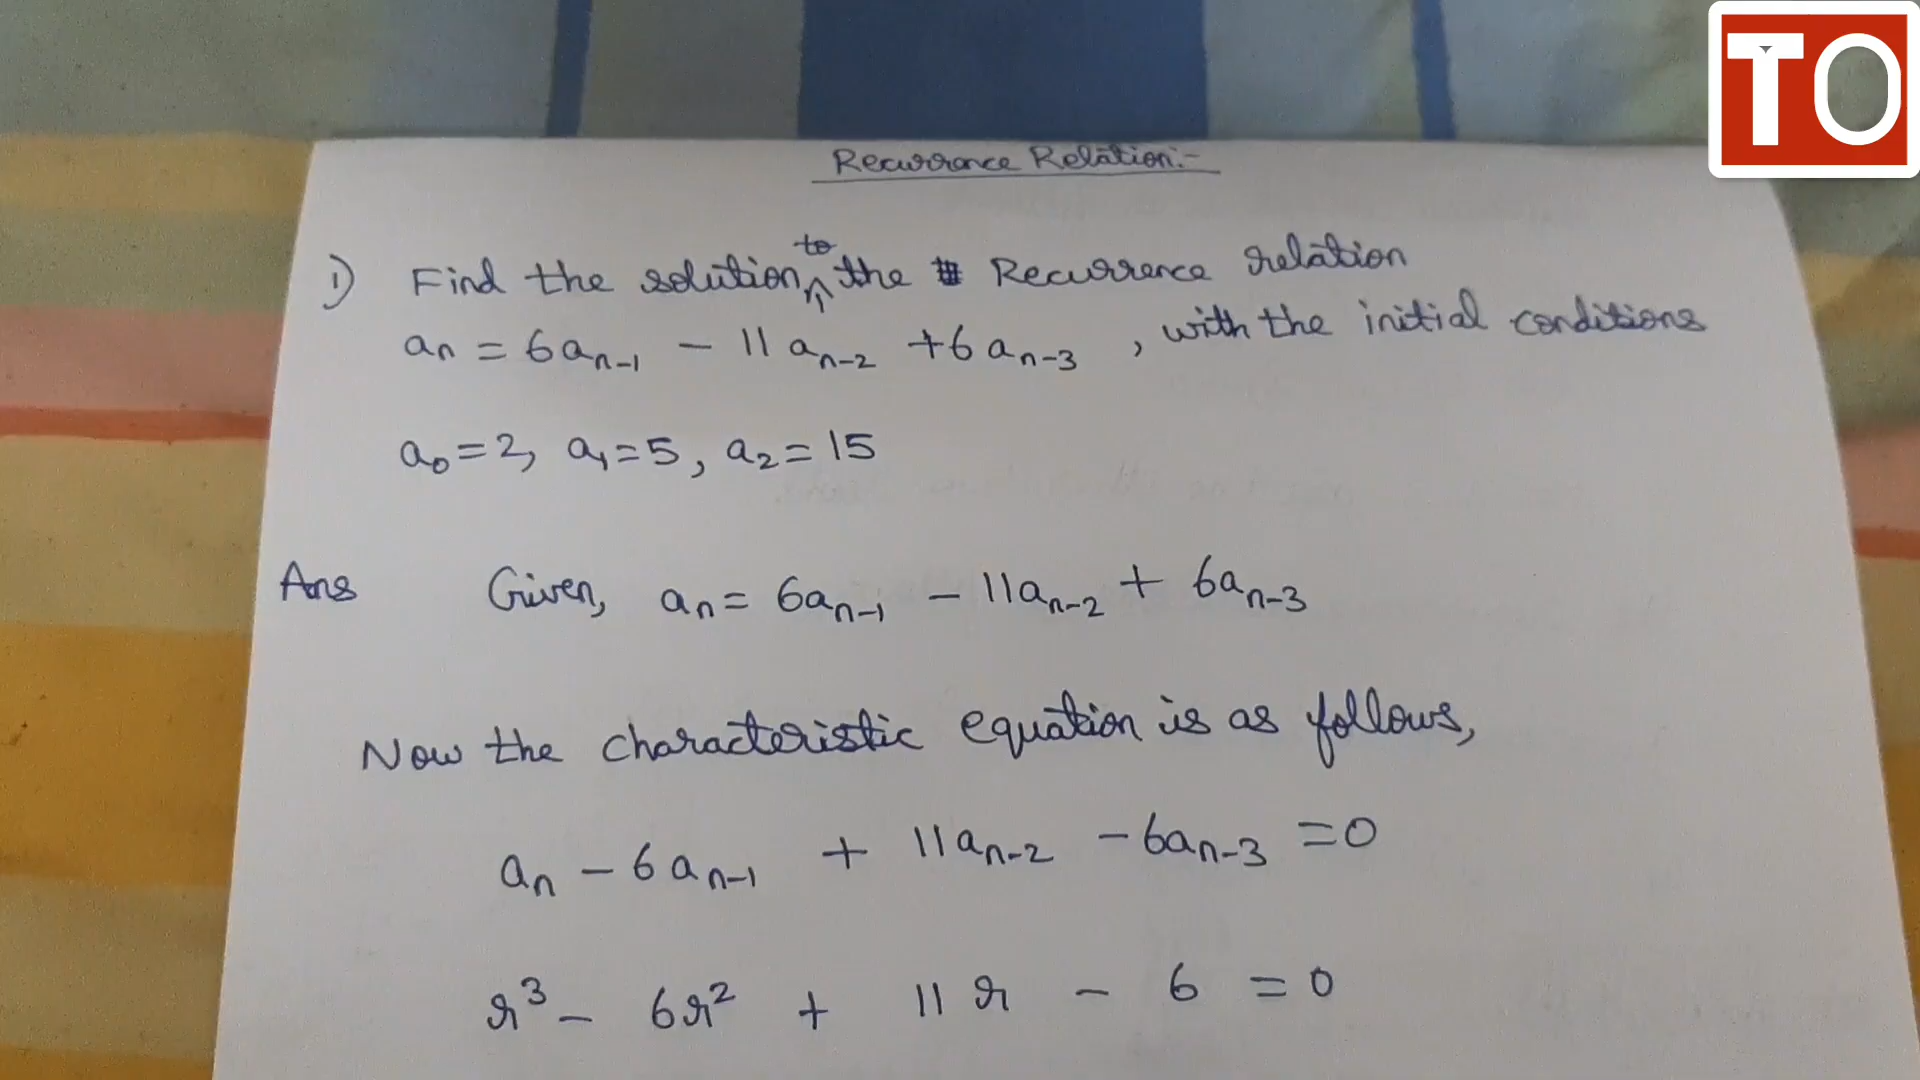 TO
Recurrance Relation:-
1) Find the solution to the Recurrence relation
aₙ = 6aₙ₋₁ - 11aₙ₋₂ + 6aₙ₋₃ , with the initial conditions
a₀ = 2, a₁ = 5, a₂ = 15
Ans Given, aₙ = 6aₙ₋₁ - 11aₙ₋₂ + 6aₙ₋₃
Now the characteristic equation is as follows,
aₙ - 6aₙ₋₁ + 11aₙ₋₂ - 6aₙ₋₃ = 0
r³ - 6r² + 11r - 6 = 0